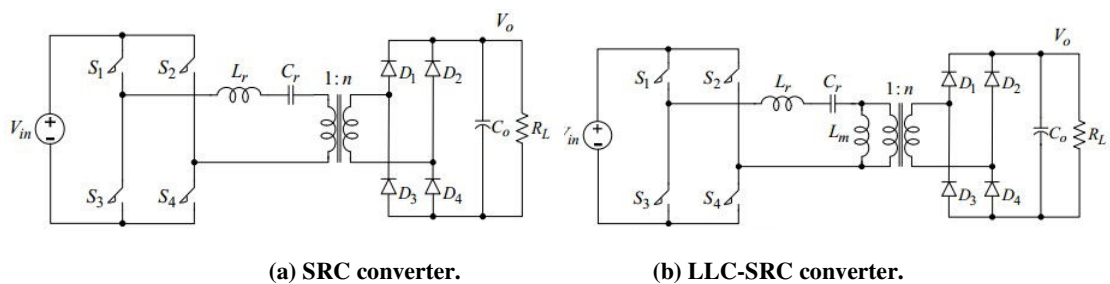 V_o
S_1
S_2
L_r
C_r
1:n
D_1
D_2
V_in
C_o
R_L
S_3
S_4
D_3
D_4
V_o
S_1
S_2
L_r
C_r
1:n
D_1
D_2
L_m
in
C_o
R_L
S_3
S_4
D_3
D_4
(a) SRC converter.
(b) LLC-SRC converter.